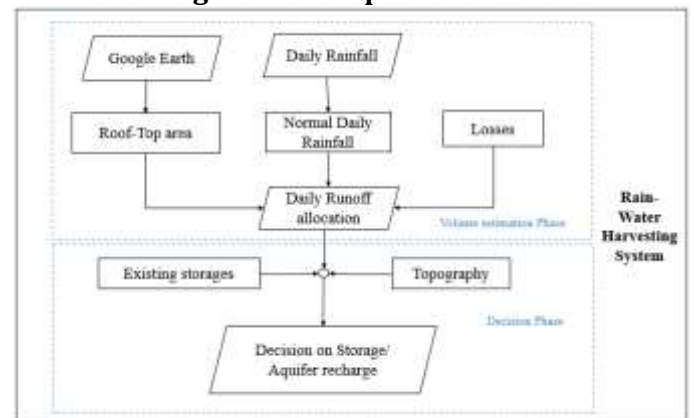 Google Earth
Daily Rainfall
Roof-Top area
Normal Daily
Rainfall
Losses
Daily Runoff
allocation
Volume estimation Phase
Rain-
Water
Harvesting
System
Existing storages
Topography
Decision Phase
Decision on Storage/
Aquifer recharge